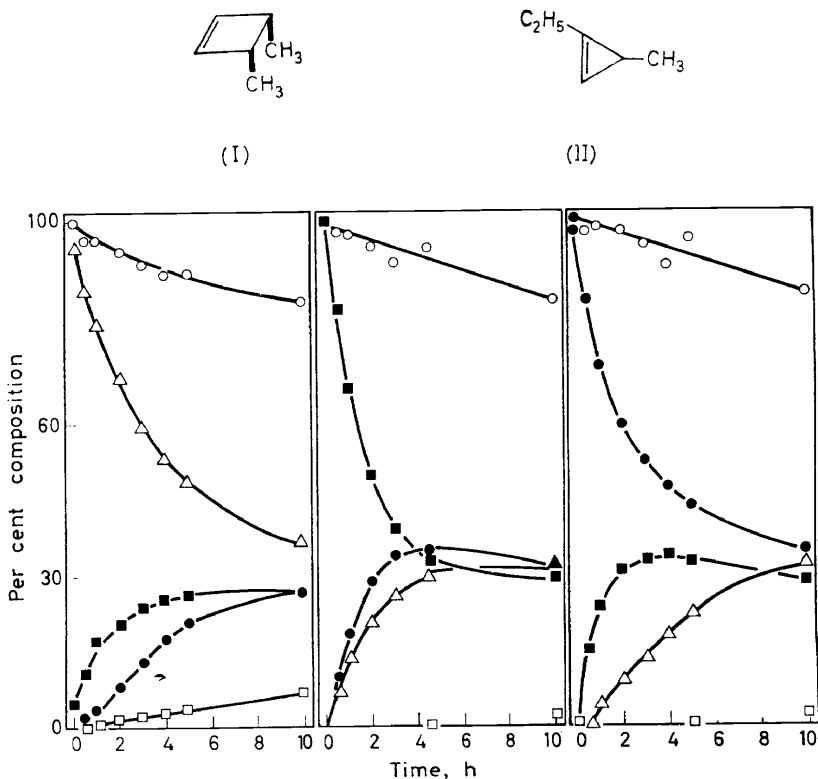 C₂H₅
CH₃
CH₃
CH₃
(I)
(II)
100
60
30
0
Per cent composition
0 2 4 6 8 10
0 2 4 6 8 10
0 2 4 6 8 10
Time, h